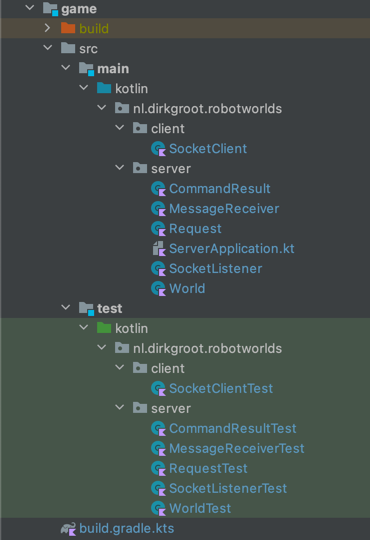 game
build
src
main
kotlin
nl.dirkgroot.robotworlds
client
SocketClient
server
CommandResult
MessageReceiver
Request
ServerApplication.kt
SocketListener
World
test
kotlin
nl.dirkgroot.robotworlds
client
SocketClientTest
server
CommandResultTest
MessageReceiverTest
RequestTest
SocketListenerTest
WorldTest
build.gradle.kts